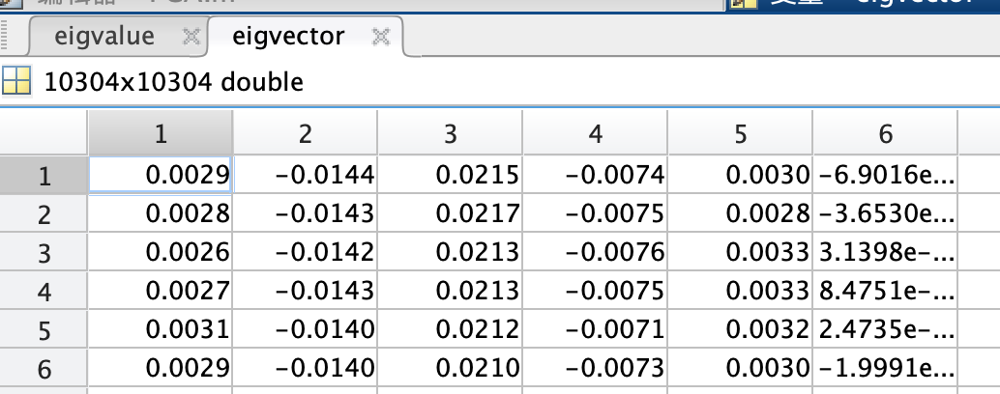 eigvalue eigvector
10304x10304 double
1 2 3 4 5 6
1 0.0029 -0.0144 0.0215 -0.0074 0.0030 -6.9016e...
2 0.0028 -0.0143 0.0217 -0.0075 0.0028 -3.6530e...
3 0.0026 -0.0142 0.0213 -0.0076 0.0033 3.1398e-...
4 0.0027 -0.0143 0.0213 -0.0075 0.0033 8.4751e-...
5 0.0031 -0.0140 0.0212 -0.0071 0.0032 2.4735e-...
6 0.0029 -0.0140 0.0210 -0.0073 0.0030 -1.9991e...